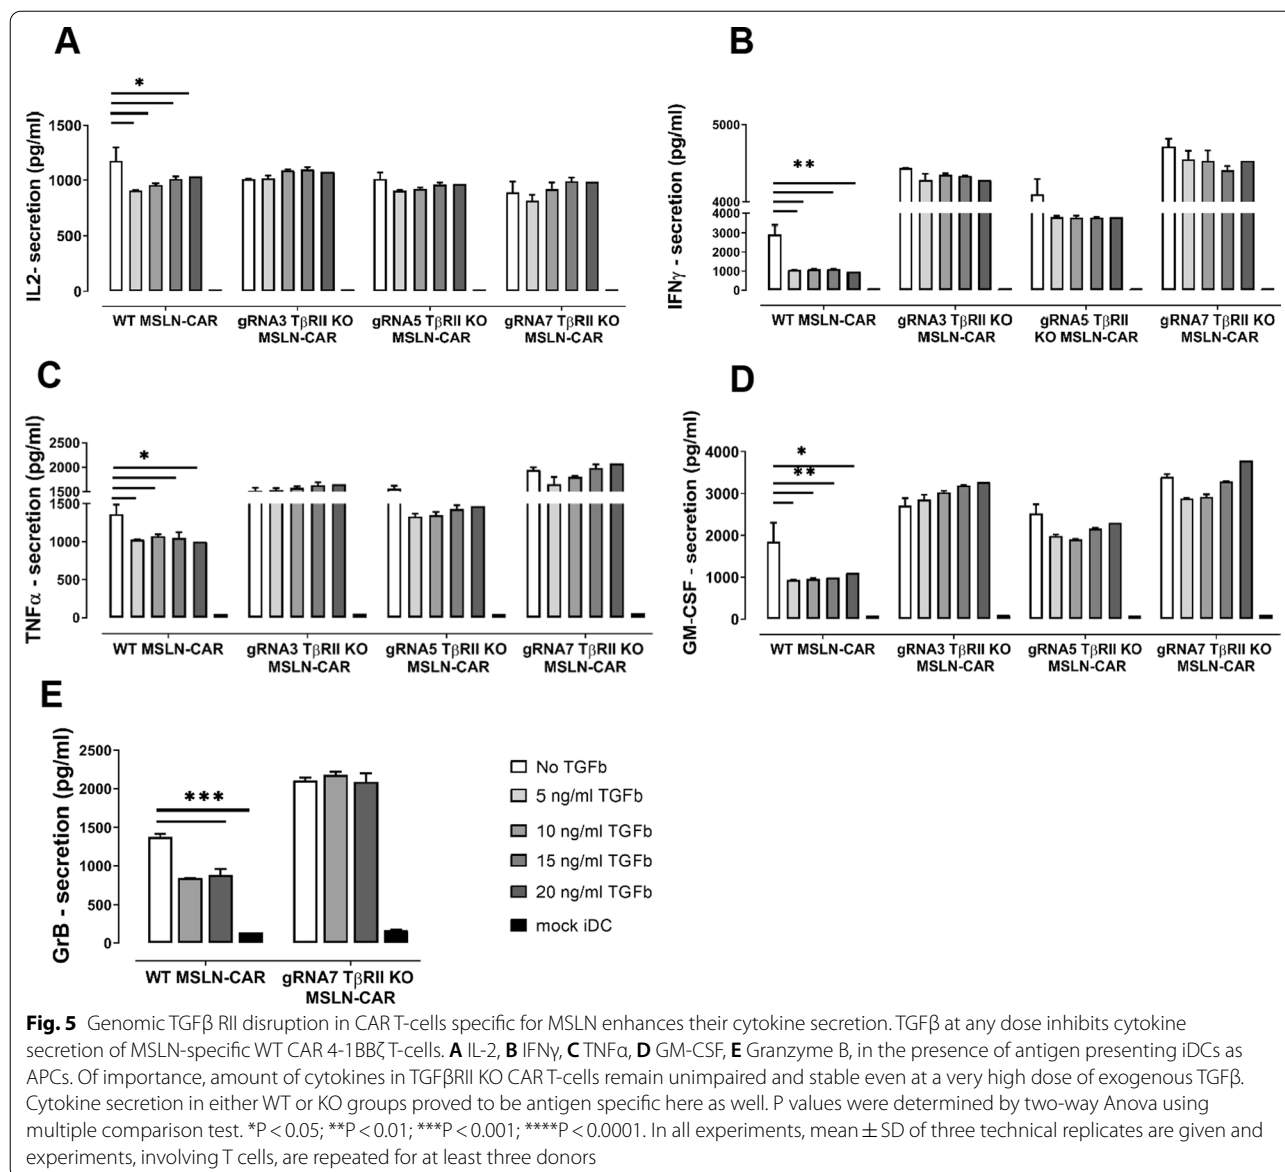 A
IL2- secretion (pg/ml)
1500
1000
500
0
*
WT MSLN-CAR
gRNA3 TβRII KO
MSLN-CAR
gRNA5 TβRII KO
MSLN-CAR
gRNA7 TβRII KO
MSLN-CAR
B
IFNγ - secretion (pg/ml)
5000
4000
4000
3000
2000
1000
0
**
WT MSLN-CAR
gRNA3 TβRII KO
MSLN-CAR
gRNA5 TβRII
KO MSLN-CAR
gRNA7 TβRII KO
MSLN-CAR
C
TNFα - secretion (pg/ml)
2500
2000
1500
1500
1000
500
0
*
WT MSLN-CAR
gRNA3 TβRII KO
MSLN-CAR
gRNA5 TβRII KO
MSLN-CAR
gRNA7 TβRII KO
MSLN-CAR
D
GM-CSF - secretion (pg/ml)
4000
3000
2000
1000
0
*
**
WT MSLN-CAR
gRNA3 TβRII KO
MSLN-CAR
gRNA5 TβRII KO
MSLN-CAR
gRNA7 TβRII KO
MSLN-CAR
E
GrB - secretion (pg/ml)
2500
2000
1500
1000
500
0
***
WT MSLN-CAR
gRNA7 TβRII KO
MSLN-CAR
No TGFb
5 ng/ml TGFb
10 ng/ml TGFb
15 ng/ml TGFb
20 ng/ml TGFb
mock iDC
Fig. 5 Genomic TGFβ RII disruption in CAR T-cells specific for MSLN enhances their cytokine secretion. TGFβ at any dose inhibits cytokine
secretion of MSLN-specific WT CAR 4-1BBζ T-cells. A IL-2, B IFNγ, C TNFα, D GM-CSF, E Granzyme B, in the presence of antigen presenting iDCs as
APCs. Of importance, amount of cytokines in TGFβRII KO CAR T-cells remain unimpaired and stable even at a very high dose of exogenous TGFβ.
Cytokine secretion in either WT or KO groups proved to be antigen specific here as well. P values were determined by two-way Anova using
multiple comparison test. *P < 0.05; **P < 0.01; ***P < 0.001; ****P < 0.0001. In all experiments, mean ± SD of three technical replicates are given and
experiments, involving T cells, are repeated for at least three donors